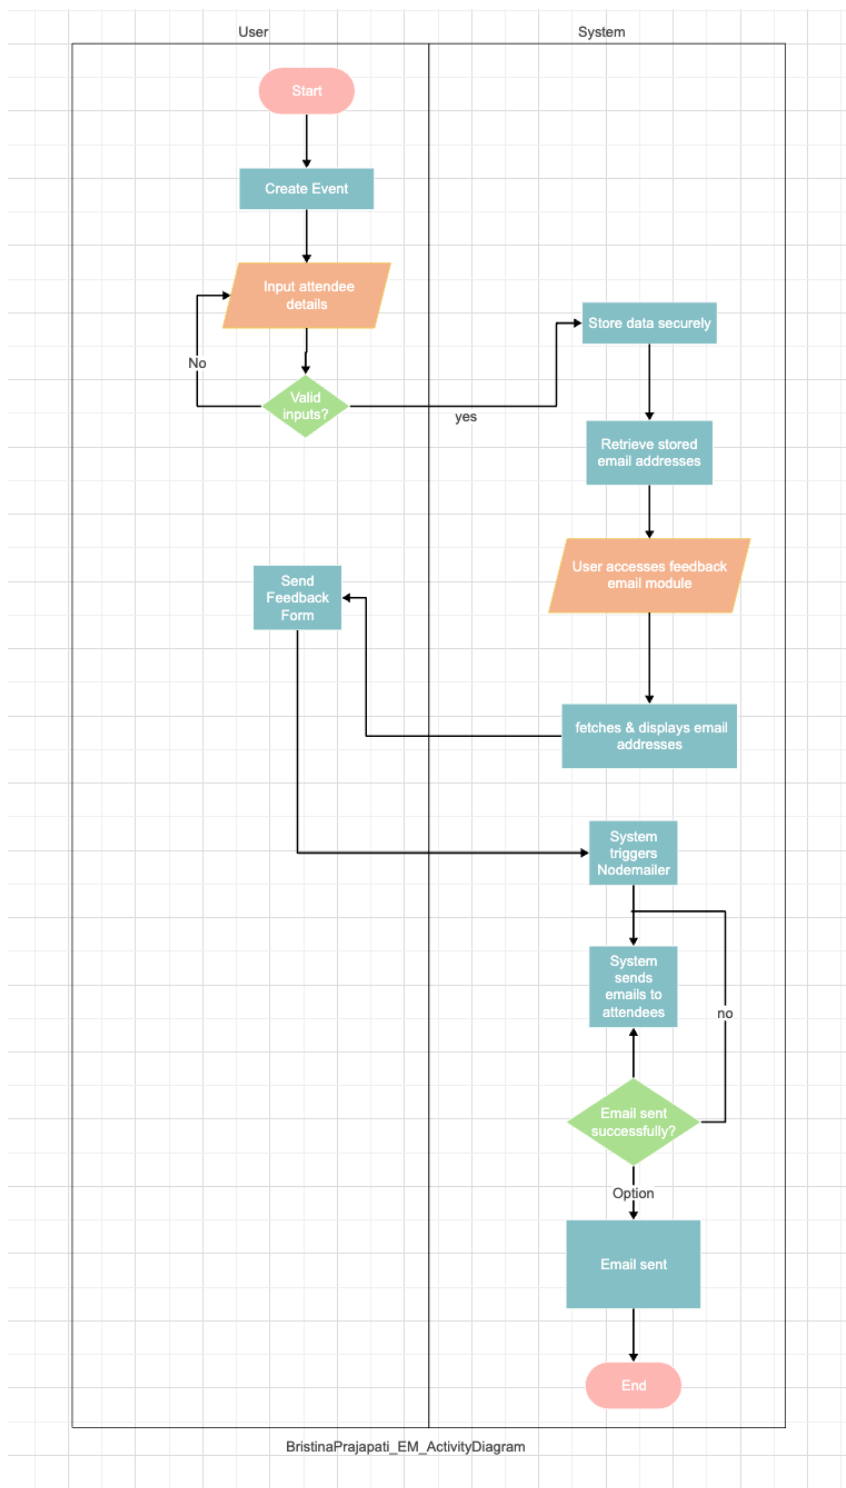 User
System
Start
Create Event
Input attendee
details
Store data securely
No
Valid
inputs?
yes
Retrieve stored
email addresses
User accesses feedback
email module
Send
Feedback
Form
fetches & displays email
addresses
System
triggers
Nodemailer
System
sends
emails to
attendees
no
Email sent
successfully?
Option
Email sent
End
BristinaPrajapati_EM_ActivityDiagram